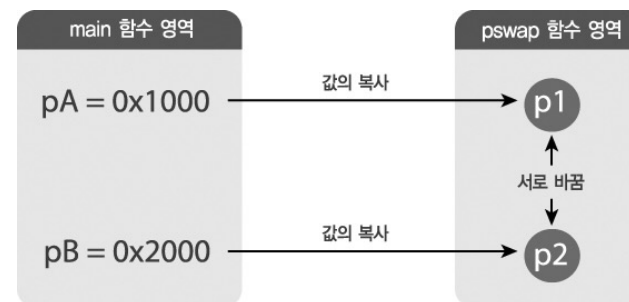 main 함수 영역
pswap 함수 영역
pA = 0x1000
값의 복사
p1
서로 바꿈
pB = 0x2000
값의 복사
p2